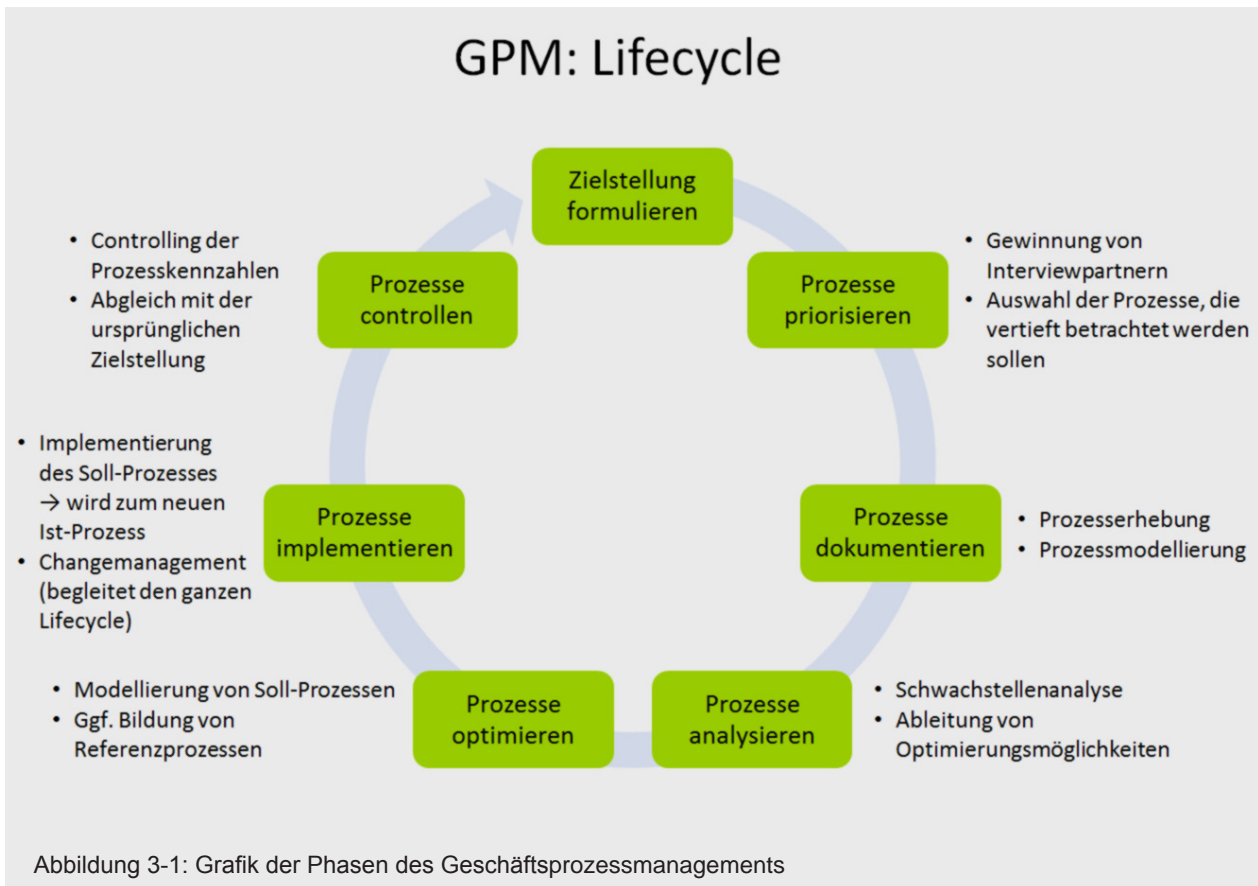 GPM: Lifecycle
Zielstellung
formulieren
Prozesse
priorisieren
• Gewinnung von
Interviewpartnern
• Auswahl der Prozesse, die
vertieft betrachtet werden
sollen
Prozesse
dokumentieren
• Prozesserhebung
• Prozessmodellierung
Prozesse
analysieren
• Schwachstellenanalyse
• Ableitung von
Optimierungsmöglichkeiten
Prozesse
optimieren
• Modellierung von Soll-Prozessen
• Ggf. Bildung von
Referenzprozessen
Prozesse
implementieren
• Implementierung
des Soll-Prozesses
→ wird zum neuen
Ist-Prozess
• Changemanagement
(begleitet den ganzen
Lifecycle)
Prozesse
controllen
• Controlling der
Prozesskennzahlen
• Abgleich mit der
ursprünglichen
Zielstellung
Abbildung 3-1: Grafik der Phasen des Geschäftsprozessmanagements